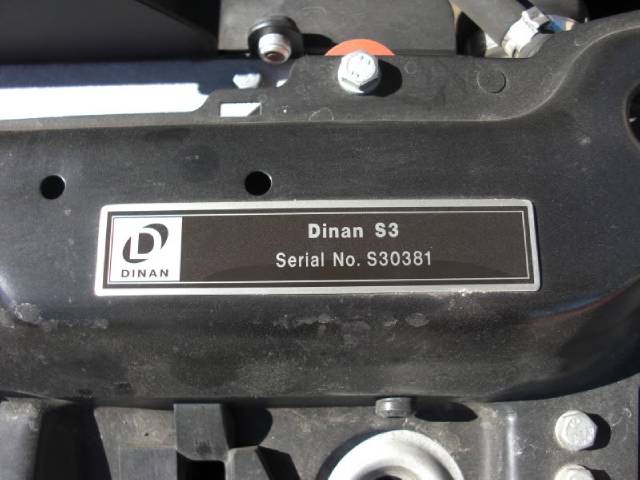 Dinan S3
Serial No. S30381
D
DINAN